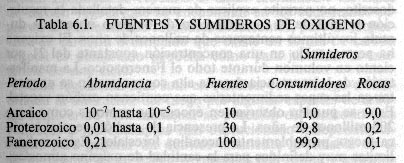 Tabla 6.1. FUENTES Y SUMIDEROS DE OXIGENO
Sumideros
Período Abundancia Fuentes Consumidores Rocas
Arcaico 10⁻⁷ hasta 10⁻⁵ 10 1,0 9,0
Proterozoico 0,01 hasta 0,1 30 29,8 0,2
Fanerozoico 0,21 100 99,9 0,1